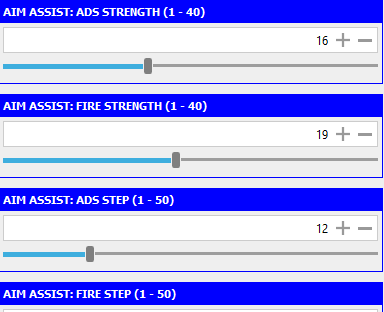 AIM ASSIST: ADS STRENGTH (1 - 40)
16
AIM ASSIST: FIRE STRENGTH (1 - 40)
19
AIM ASSIST: ADS STEP (1 - 50)
12
AIM ASSIST: FIRE STEP (1 - 50)